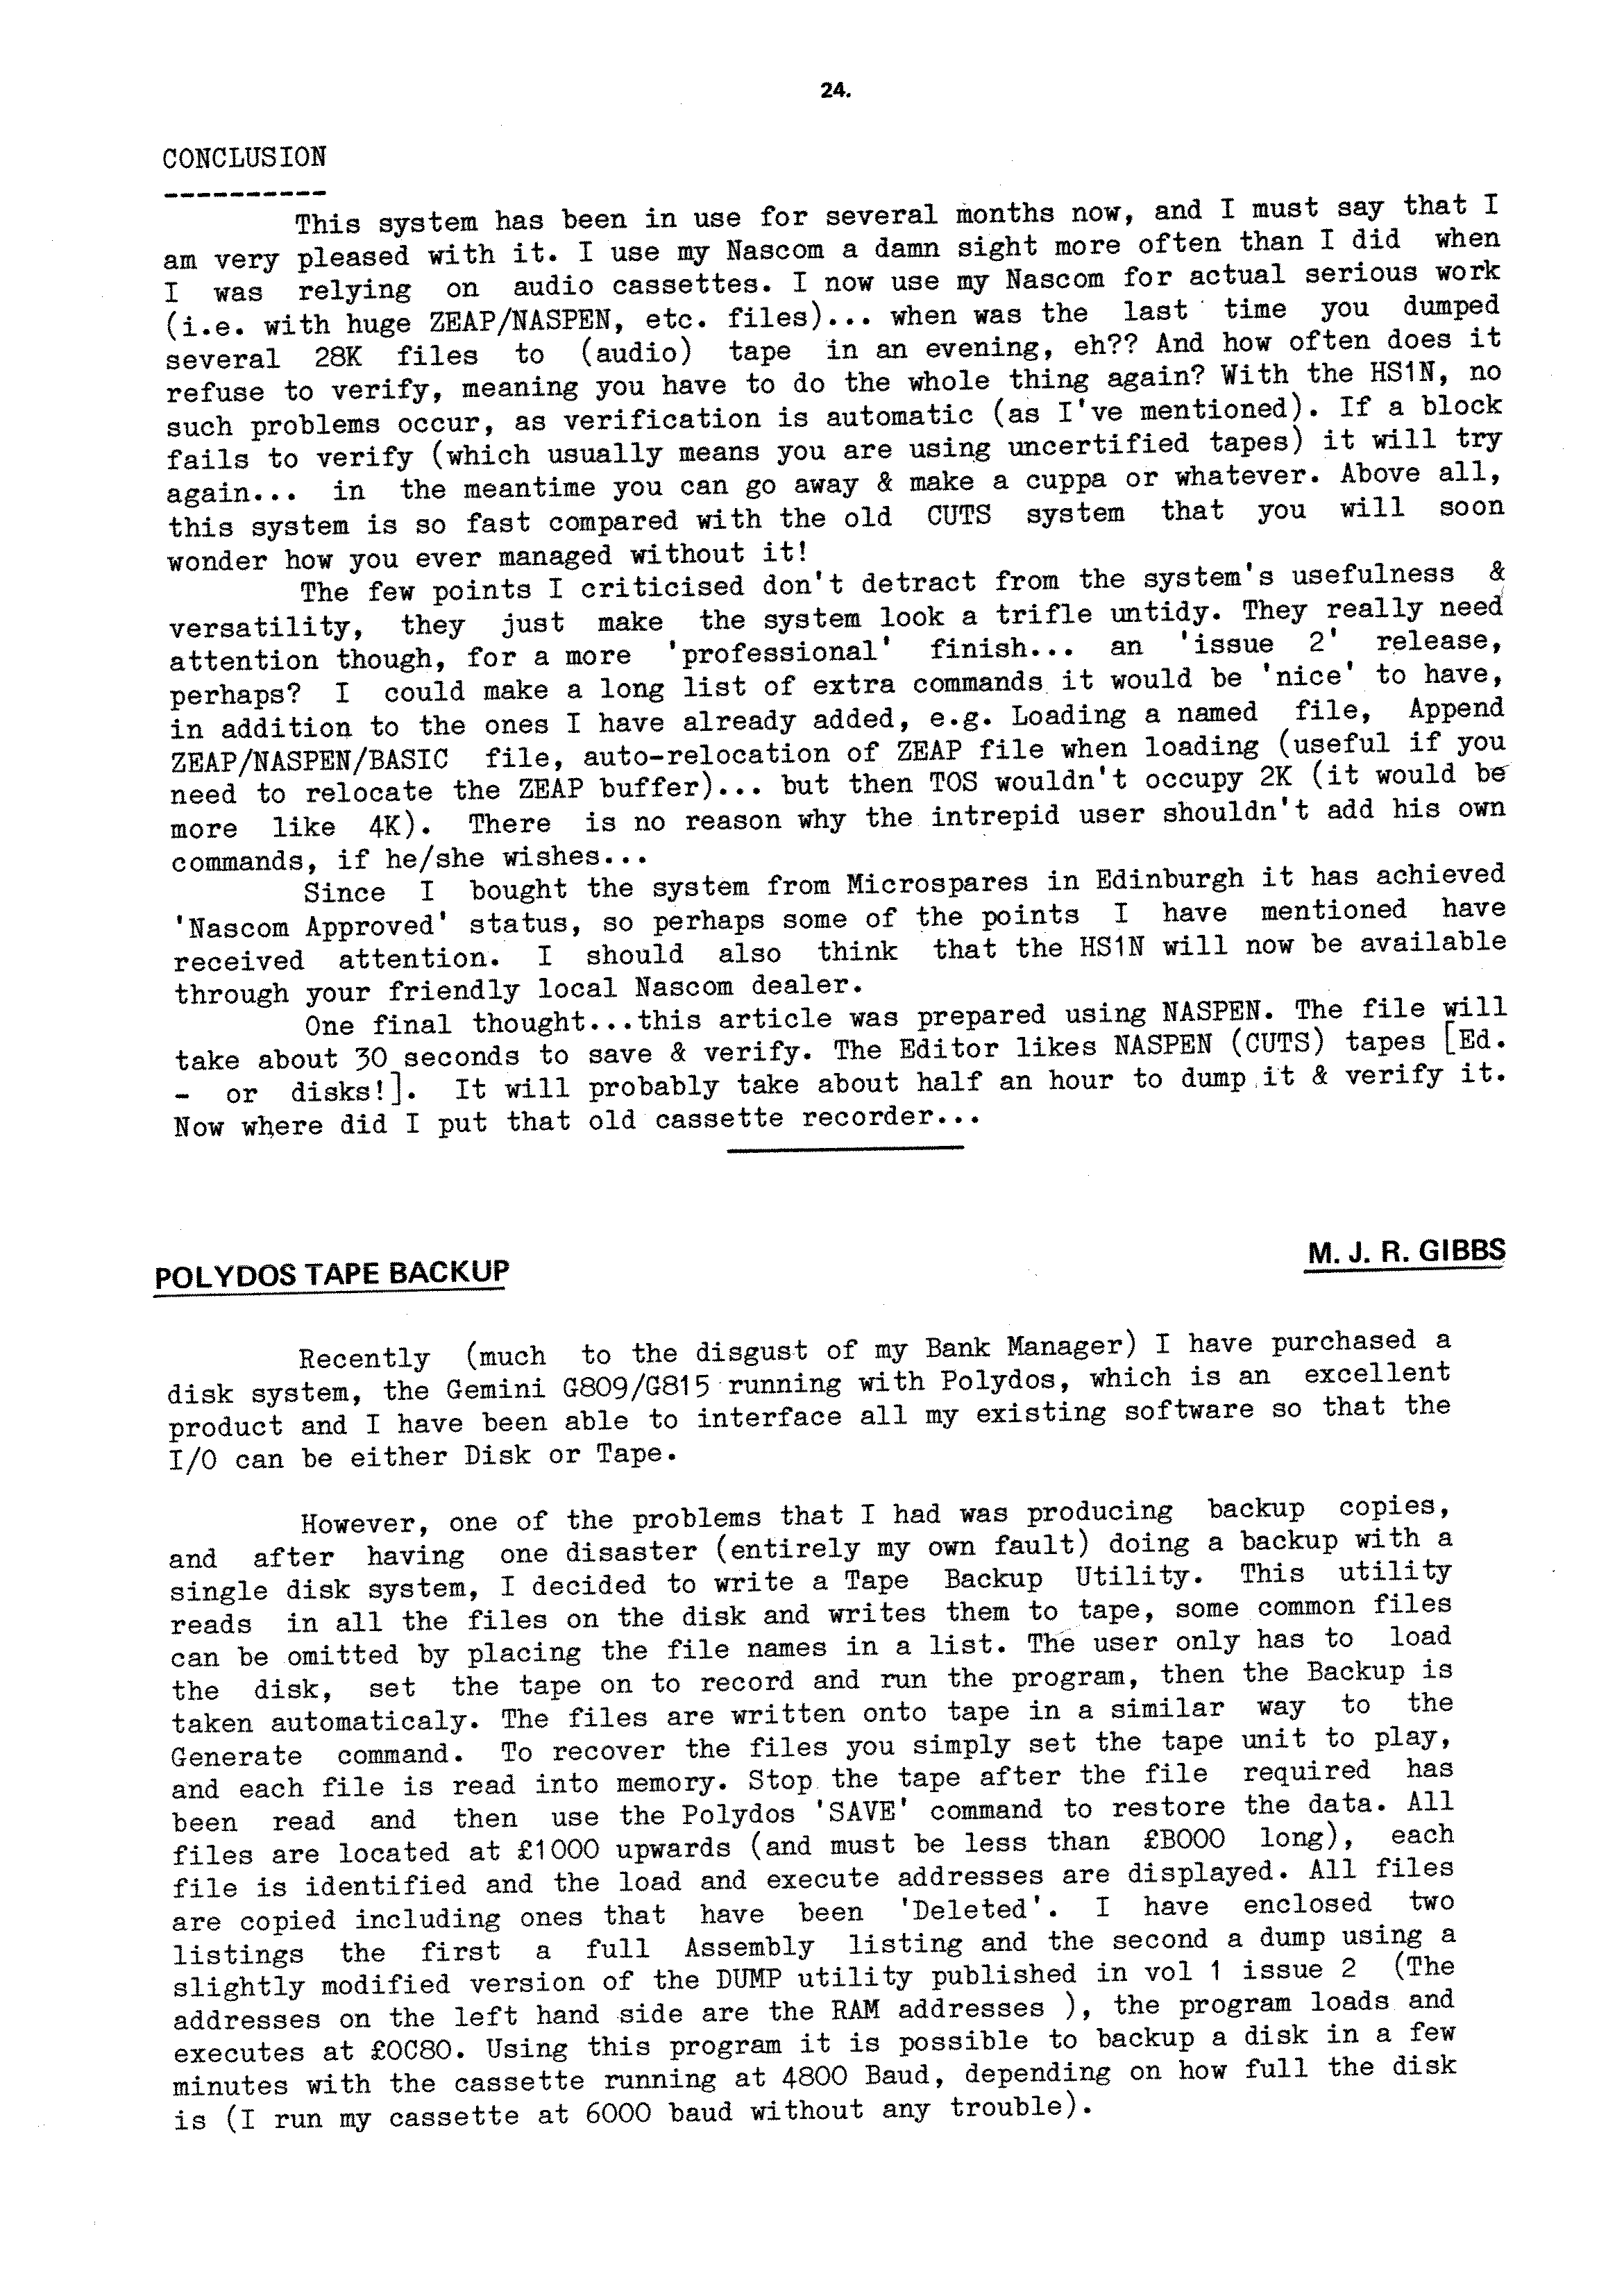 24.
CONCLUSION
----------
This system has been in use for several months now, and I must say that I
am very pleased with it. I use my Nascom a damn sight more often than I did when
I was relying on audio cassettes. I now use my Nascom for actual serious work
(i.e. with huge ZEAP/NASPEN, etc. files)... when was the last time you dumped
several 28K files to (audio) tape in an evening, eh?? And how often does it
refuse to verify, meaning you have to do the whole thing again? With the HS1N, no
such problems occur, as verification is automatic (as I've mentioned). If a block
fails to verify (which usually means you are using uncertified tapes) it will try
again... in the meantime you can go away & make a cuppa or whatever. Above all,
this system is so fast compared with the old CUTS system that you will soon
wonder how you ever managed without it!
The few points I criticised don't detract from the system's usefulness &
versatility, they just make the system look a trifle untidy. They really need
attention though, for a more 'professional' finish... an 'issue 2' release,
perhaps? I could make a long list of extra commands it would be 'nice' to have,
in addition to the ones I have already added, e.g. Loading a named file, Append
ZEAP/NASPEN/BASIC file, auto-relocation of ZEAP file when loading (useful if you
need to relocate the ZEAP buffer)... but then TOS wouldn't occupy 2K (it would be
more like 4K). There is no reason why the intrepid user shouldn't add his own
commands, if he/she wishes...
Since I bought the system from Microspares in Edinburgh it has achieved
'Nascom Approved' status, so perhaps some of the points I have mentioned have
received attention. I should also think that the HS1N will now be available
through your friendly local Nascom dealer.
One final thought...this article was prepared using NASPEN. The file will
take about 30 seconds to save & verify. The Editor likes NASPEN (CUTS) tapes [Ed.
- or disks!]. It will probably take about half an hour to dump it & verify it.
Now where did I put that old cassette recorder...
POLYDOS TAPE BACKUP
M. J. R. GIBBS
Recently (much to the disgust of my Bank Manager) I have purchased a
disk system, the Gemini G809/G815 running with Polydos, which is an excellent
product and I have been able to interface all my existing software so that the
I/O can be either Disk or Tape.
However, one of the problems that I had was producing backup copies,
and after having one disaster (entirely my own fault) doing a backup with a
single disk system, I decided to write a Tape Backup Utility. This utility
reads in all the files on the disk and writes them to tape, some common files
can be omitted by placing the file names in a list. The user only has to load
the disk, set the tape on to record and run the program, then the Backup is
taken automaticaly. The files are written onto tape in a similar way to the
Generate command. To recover the files you simply set the tape unit to play,
and each file is read into memory. Stop the tape after the file required has
been read and then use the Polydos 'SAVE' command to restore the data. All
files are located at £1000 upwards (and must be less than £B000 long), each
file is identified and the load and execute addresses are displayed. All files
are copied including ones that have been 'Deleted'. I have enclosed two
listings the first a full Assembly listing and the second a dump using a
slightly modified version of the DUMP utility published in vol 1 issue 2 (The
addresses on the left hand side are the RAM addresses ), the program loads and
executes at £0C80. Using this program it is possible to backup a disk in a few
minutes with the cassette running at 4800 Baud, depending on how full the disk
is (I run my cassette at 6000 baud without any trouble).